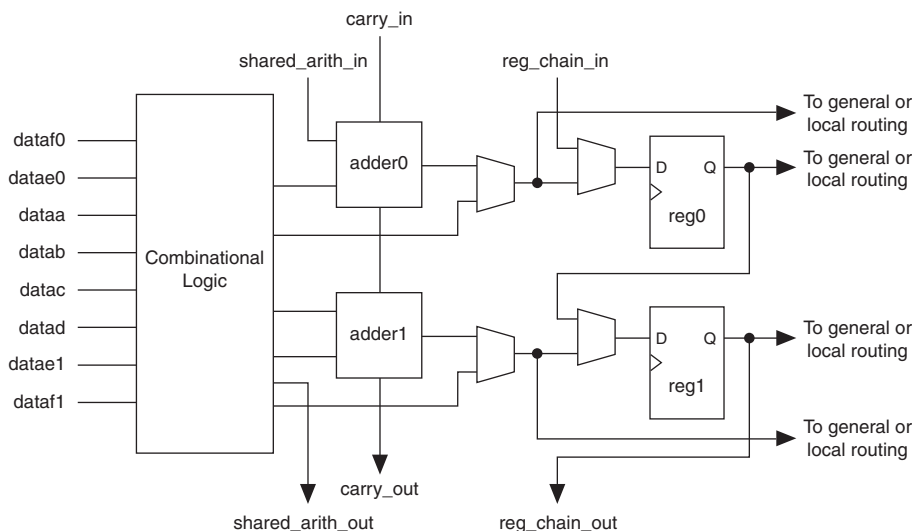 carry_in
shared_arith_in
reg_chain_in
To general or
local routing
dataf0
adder0
To general or
local routing
D
Q
datae0
reg0
dataa
datab
Combinational
Logic
datac
datad
adder1
To general or
local routing
D
Q
datae1
reg1
dataf1
To general or
local routing
carry_out
shared_arith_out
reg_chain_out